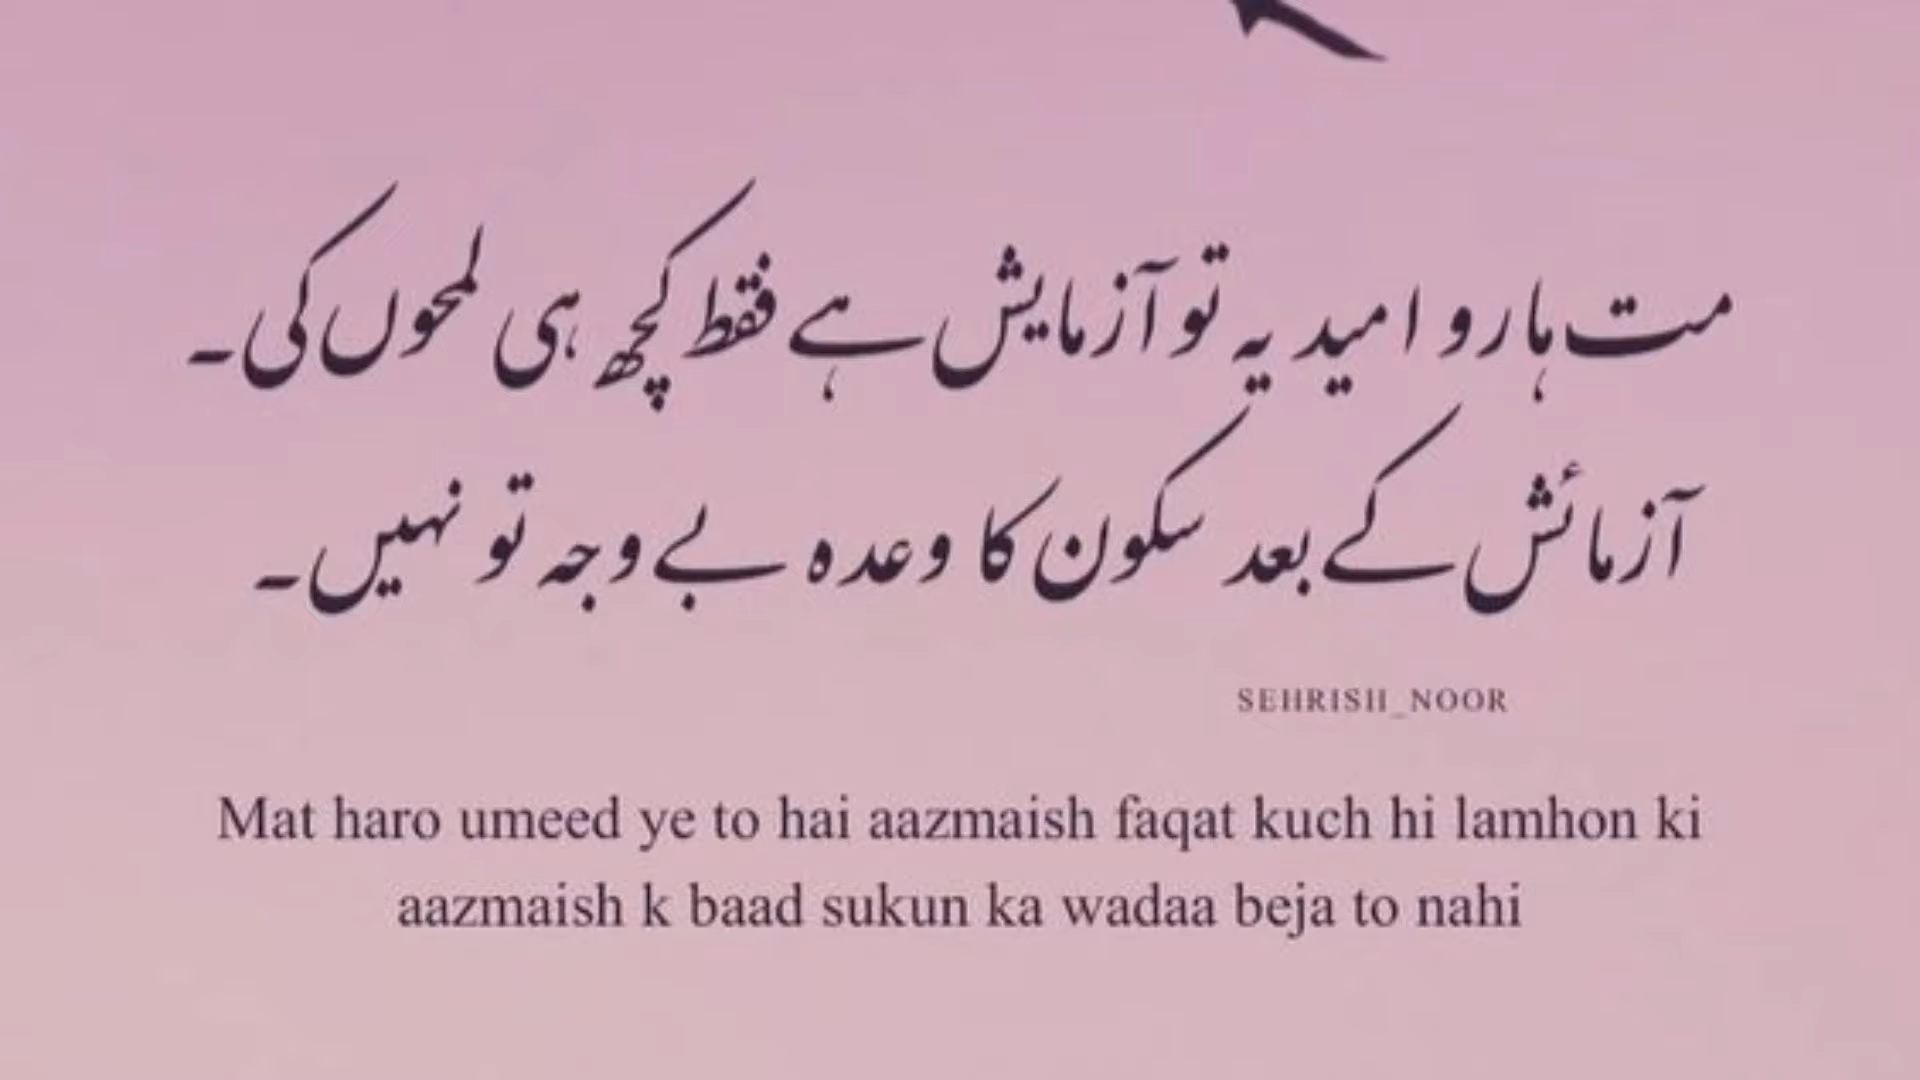 مت ہارو امید یہ تو آزمایش ہے فقط کچھ ہی لمحوں کی۔
آزمائش کے بعد سکون کا وعدہ بے وجہ تو نہیں۔
SEHRISH_NOOR
Mat haro umeed ye to hai aazmaish faqat kuch hi lamhon ki
aazmaish k baad sukun ka wadaa beja to nahi